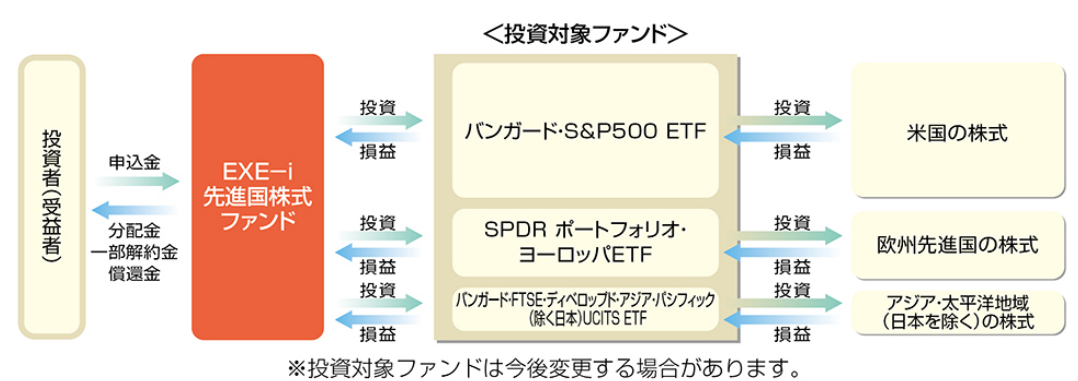 ＜投資対象ファンド＞
投資者（受益者）
申込金
分配金
一部解約金
償還金
EXE－i
先進国株式
ファンド
投資
損益
バンガード・S&P500 ETF
投資
損益
米国の株式
投資
損益
SPDR ポートフォリオ・
ヨーロッパETF
投資
損益
欧州先進国の株式
投資
損益
バンガード・FTSE・ディベロップド・アジア・パシフィック
（除く日本）UCITS ETF
投資
損益
アジア・太平洋地域
（日本を除く）の株式
※投資対象ファンドは今後変更する場合があります。